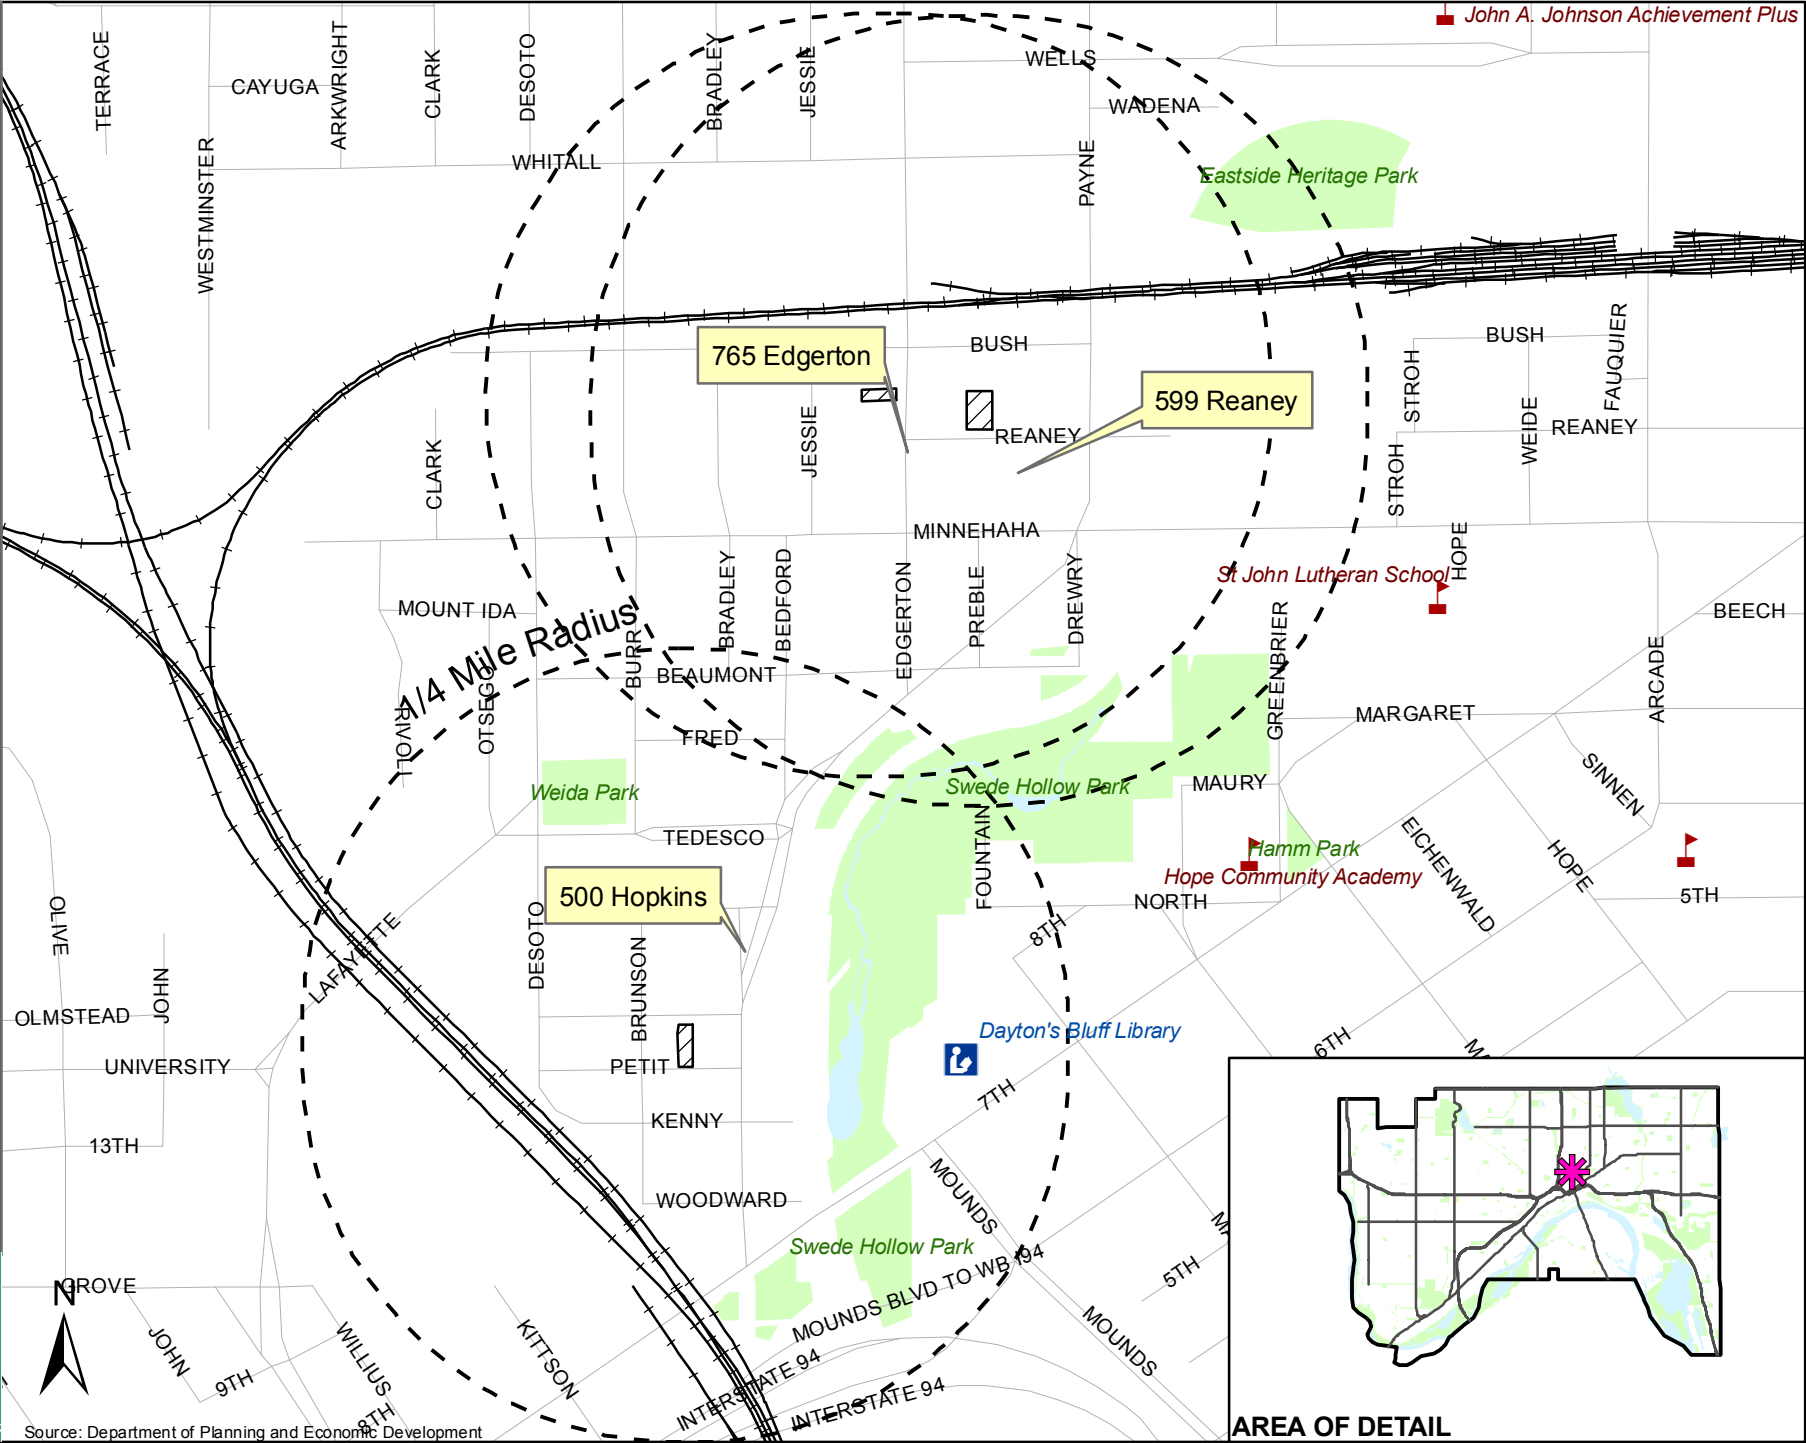 John A. Johnson Achievement Plus
TERRACE
CAYUGA
ARKWRIGHT
CLARK
DESOTO
BRADLEY
JESSIE
WELLS
WADENA
WESTMINSTER
WHITALL
PAYNE
Eastside Heritage Park
765 Edgerton
BUSH
BUSH
FAUQUIER
STROH
599 Reaney
JESSIE
REANEY
WEIDE
REANEY
CLARK
STROH
MINNEHAHA
HOPE
St John Lutheran School
MOUNT IDA
1/4 Mile Radius
BURR
BRADLEY
BEDFORD
EDGERTON
PREBLE
DREWRY
GREENBRIER
BEECH
ARCADE
RIVOLI
OTSEGO
BEAUMONT
MARGARET
FRED
Weida Park
Swede Hollow Park
MAURY
SINNEN
TEDESCO
FOUNTAIN
Hamm Park
Hope Community Academy
EICHENWALD
HOPE
5TH
500 Hopkins
NORTH
8TH
OLIVE
LAFAYETTE
DESOTO
BRUNSON
JOHN
OLMSTEAD
Dayton's Bluff Library
6TH
MA
UNIVERSITY
PETIT
7TH
KENNY
13TH
MOUNDS
WOODWARD
MA
Swede Hollow Park
MOUNDS BLVD TO WB I94
5TH
GROVE
N
JOHN
9TH
WILLIUS
8TH
KITTSON
MOUNDS
INTERSTATE 94
INTERSTATE 94
Source: Department of Planning and Economic Development
AREA OF DETAIL